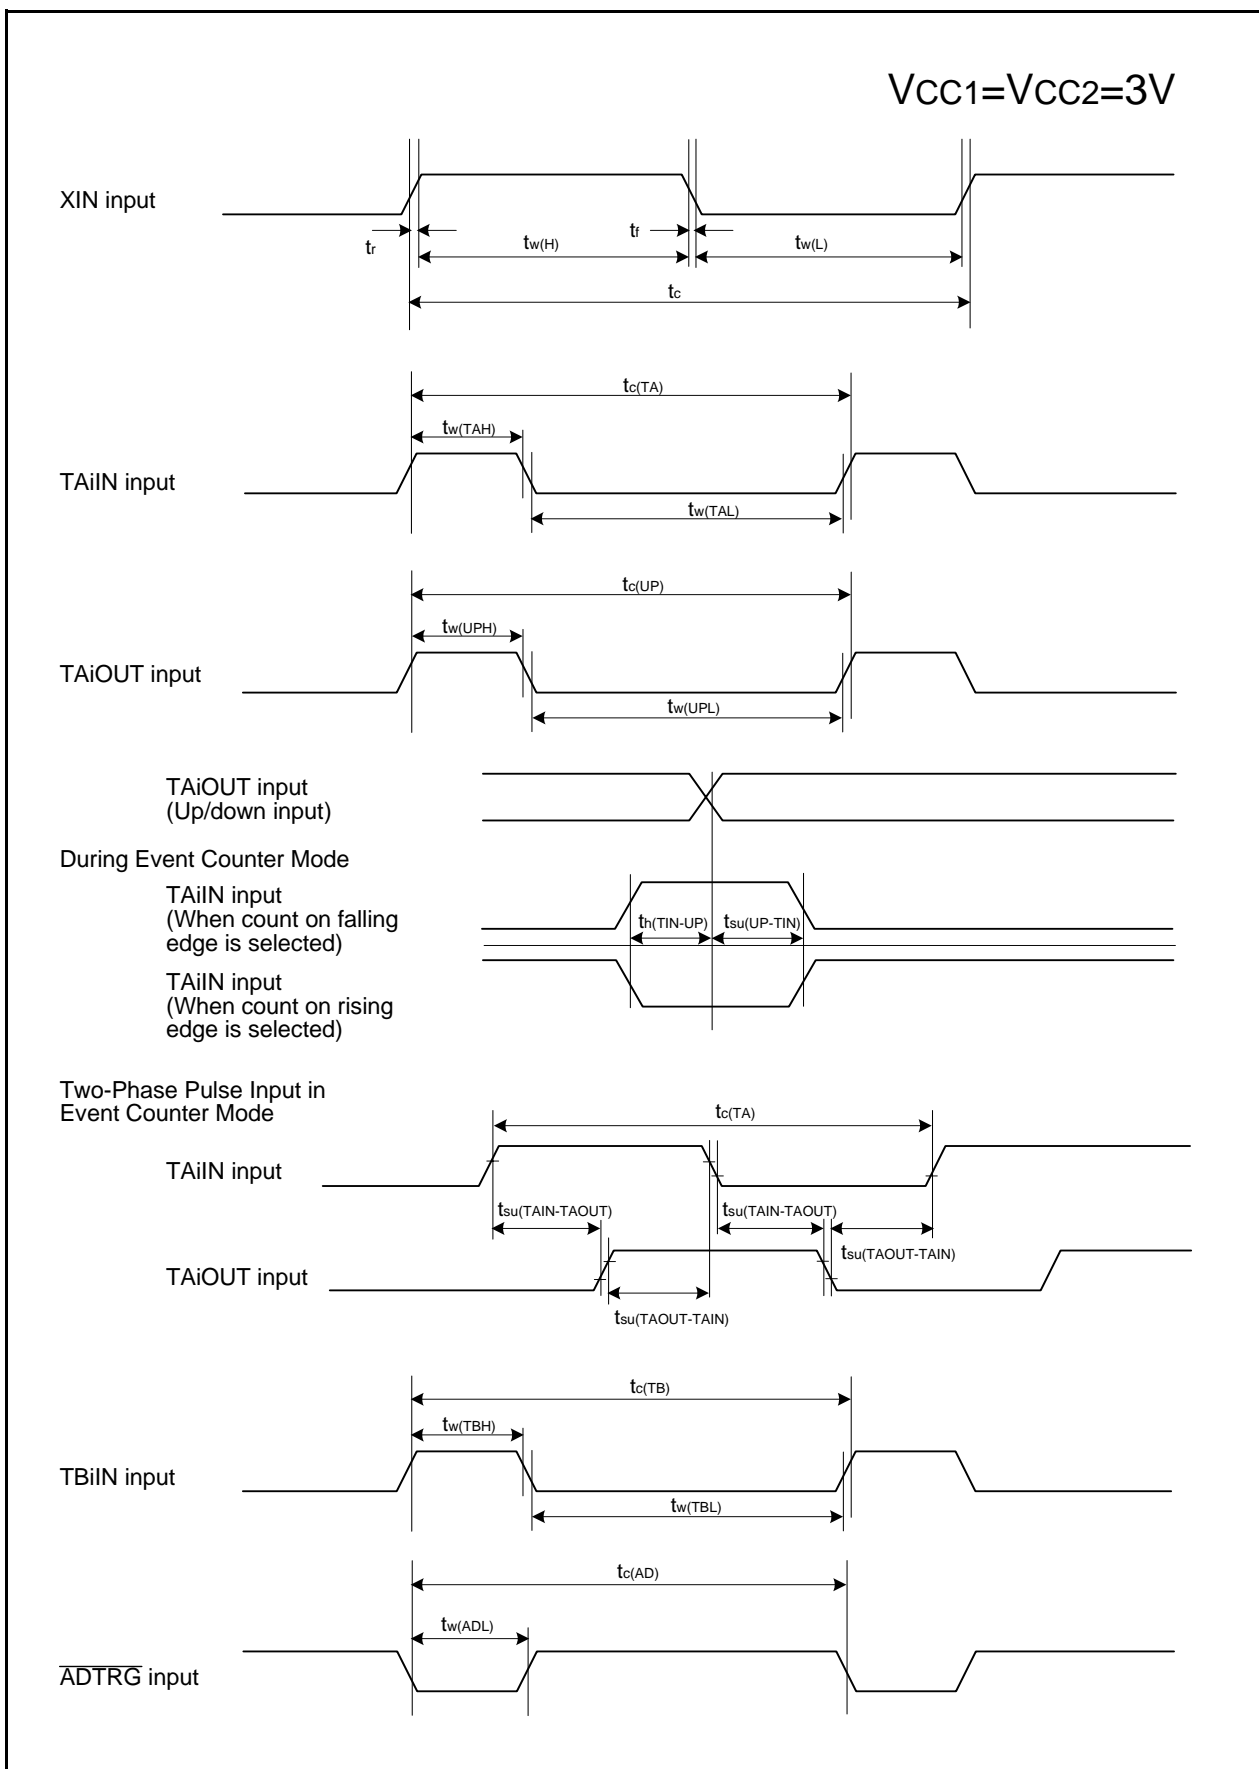 VCC1=VCC2=3V
XIN input
tr
tw(H)
tf
tw(L)
tc
tc(TA)
tw(TAH)
TAiIN input
tw(TAL)
tc(UP)
tw(UPH)
TAiOUT input
tw(UPL)
TAiOUT input
(Up/down input)
During Event Counter Mode
TAiIN input
(When count on falling
edge is selected)
th(TIN-UP)
tsu(UP-TIN)
TAiIN input
(When count on rising
edge is selected)
Two-Phase Pulse Input in
Event Counter Mode
tc(TA)
TAiIN input
tsu(TAIN-TAOUT)
tsu(TAIN-TAOUT)
tsu(TAOUT-TAIN)
TAiOUT input
tsu(TAOUT-TAIN)
tc(TB)
tw(TBH)
TBiIN input
tw(TBL)
tc(AD)
tw(ADL)
ADTRG input